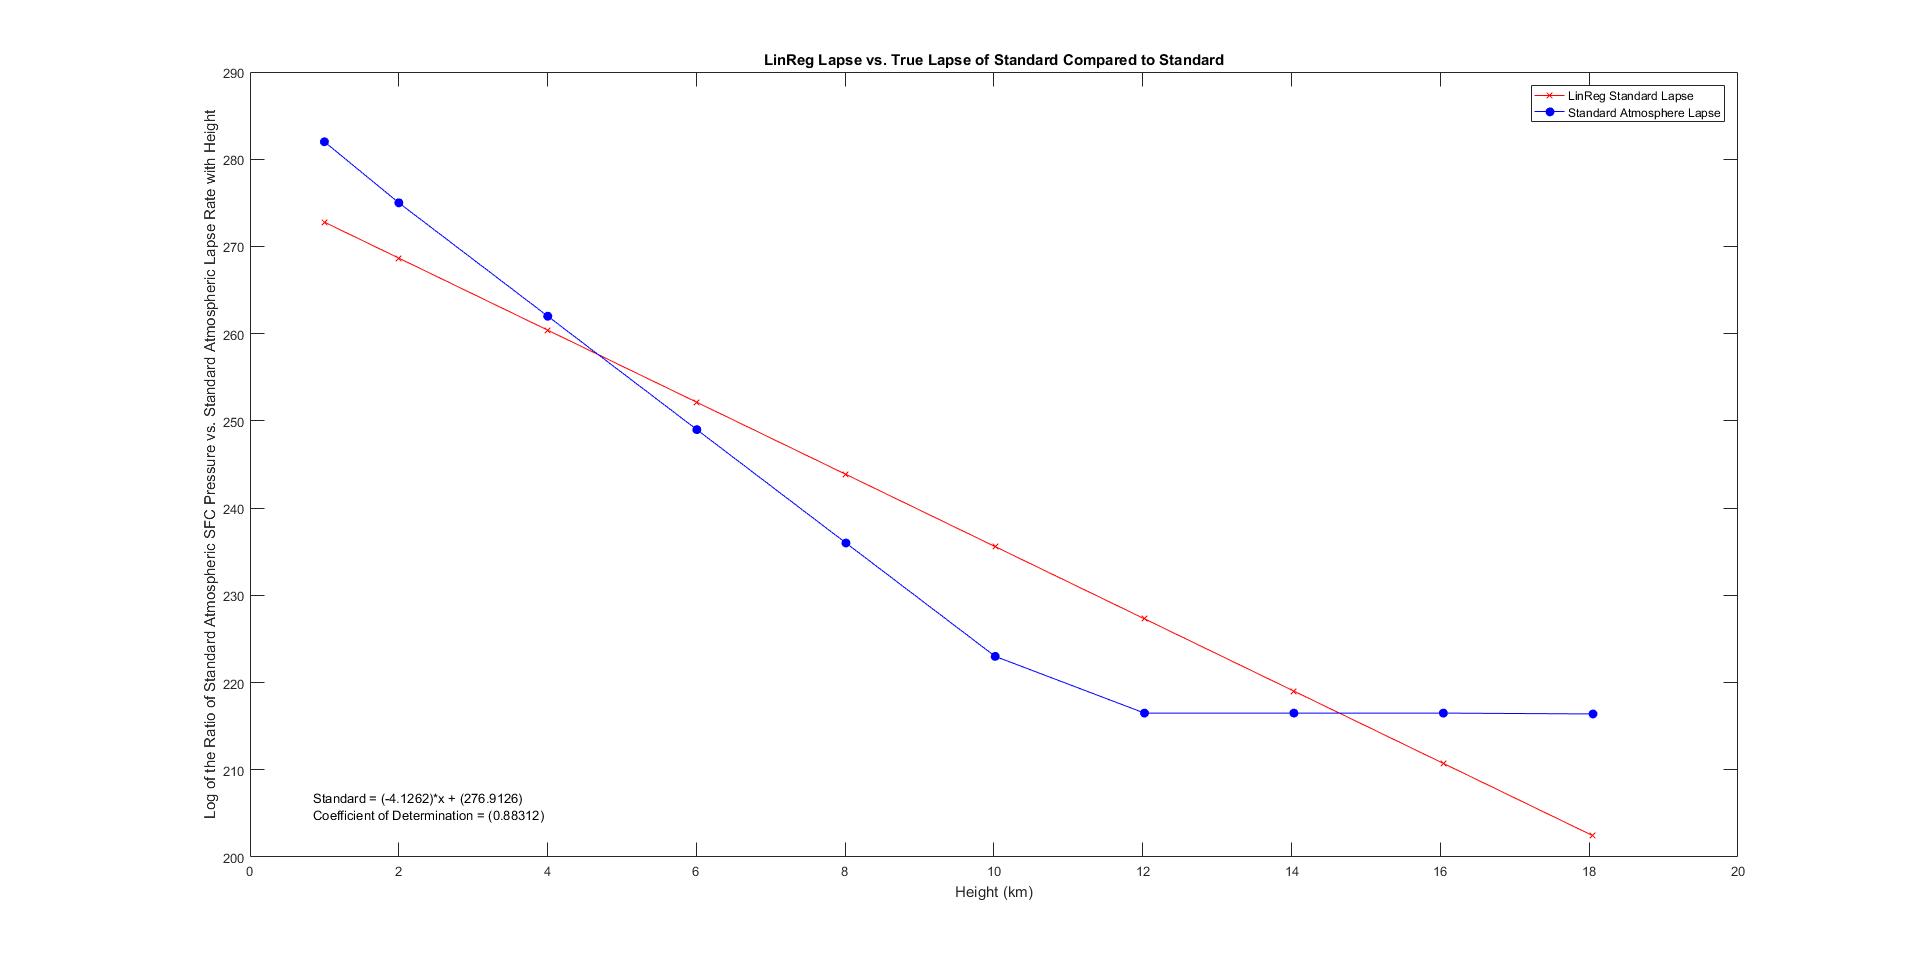 LinReg Lapse vs. True Lapse of Standard Compared to Standard
LinReg Standard Lapse
Standard Atmosphere Lapse
Log of the Ratio of Standard Atmospheric SFC Pressure vs. Standard Atmospheric Lapse Rate with Height
290
280
270
260
250
240
230
220
210
200
Standard = (-4.1262)*x + (276.9126)
Coefficient of Determination = (0.88312)
0 2 4 6 8 10 12 14 16 18 20
Height (km)